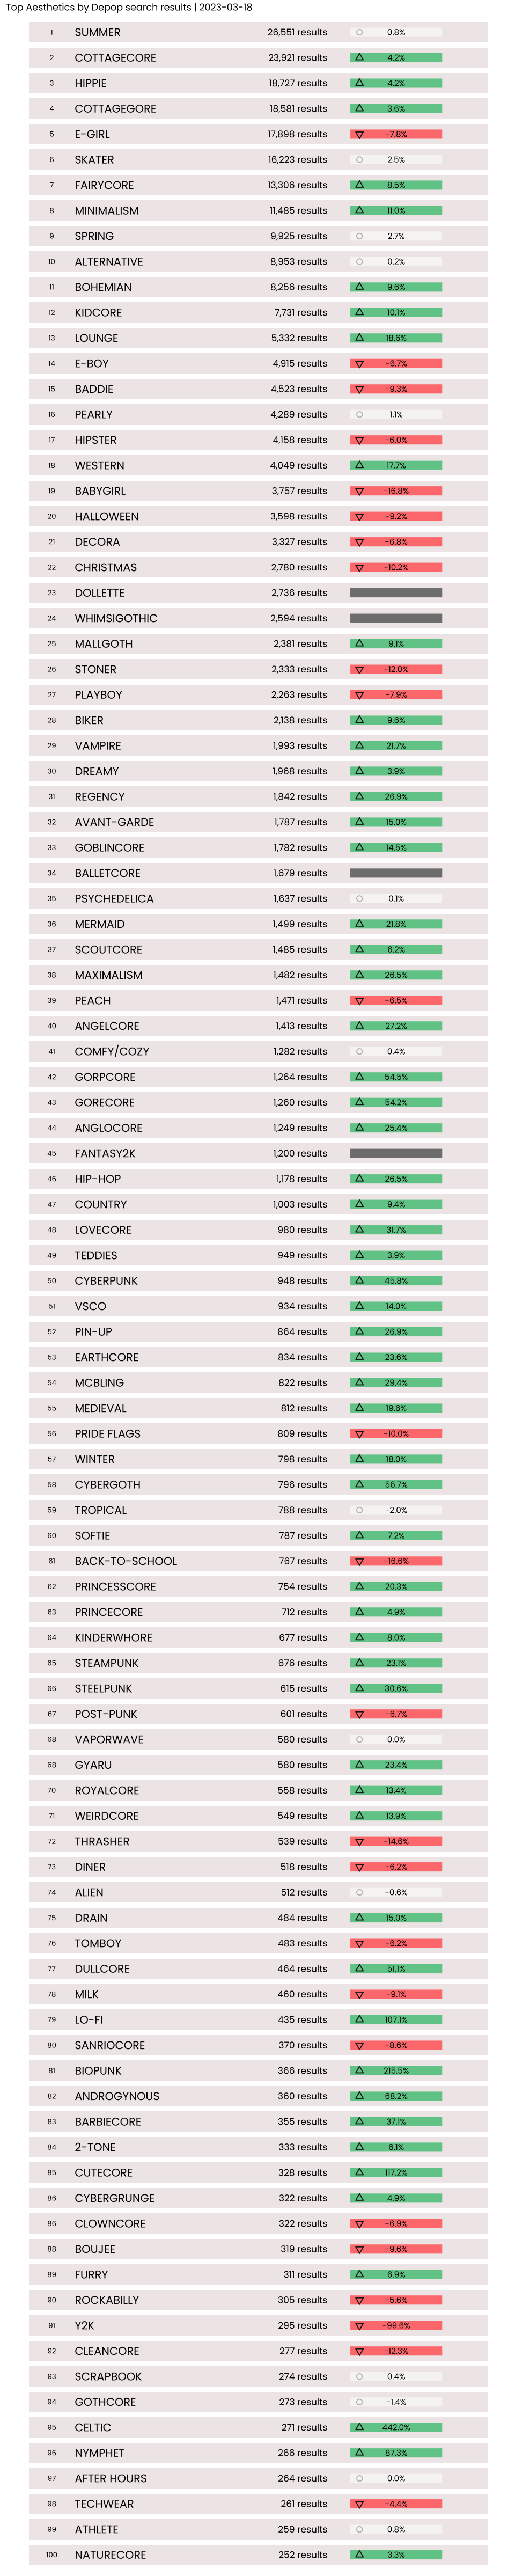 Top Aesthetics by Depop search results | 2023-03-18
1 SUMMER 26,551 results 0.8%
2 COTTAGECORE 23,921 results 4.2%
3 HIPPIE 18,727 results 4.2%
4 COTTAGEGORE 18,581 results 3.6%
5 E-GIRL 17,898 results -7.8%
6 SKATER 16,223 results 2.5%
7 FAIRYCORE 13,306 results 8.5%
8 MINIMALISM 11,485 results 11.0%
9 SPRING 9,925 results 2.7%
10 ALTERNATIVE 8,953 results 0.2%
11 BOHEMIAN 8,256 results 9.6%
12 KIDCORE 7,731 results 10.1%
13 LOUNGE 5,332 results 18.6%
14 E-BOY 4,915 results -6.7%
15 BADDIE 4,523 results -9.3%
16 PEARLY 4,289 results 1.1%
17 HIPSTER 4,158 results -6.0%
18 WESTERN 4,049 results 17.7%
19 BABYGIRL 3,757 results -16.8%
20 HALLOWEEN 3,598 results -9.2%
21 DECORA 3,327 results -6.8%
22 CHRISTMAS 2,780 results -10.2%
23 DOLLETTE 2,736 results
24 WHIMSIGOTHIC 2,594 results
25 MALLGOTH 2,381 results 9.1%
26 STONER 2,333 results -12.0%
27 PLAYBOY 2,263 results -7.9%
28 BIKER 2,138 results 9.6%
29 VAMPIRE 1,993 results 21.7%
30 DREAMY 1,968 results 3.9%
31 REGENCY 1,842 results 26.9%
32 AVANT-GARDE 1,787 results 15.0%
33 GOBLINCORE 1,782 results 14.5%
34 BALLETCORE 1,679 results
35 PSYCHEDELICA 1,637 results 0.1%
36 MERMAID 1,499 results 21.8%
37 SCOUTCORE 1,485 results 6.2%
38 MAXIMALISM 1,482 results 26.5%
39 PEACH 1,471 results -6.5%
40 ANGELCORE 1,413 results 27.2%
41 COMFY/COZY 1,282 results 0.4%
42 GORPCORE 1,264 results 54.5%
43 GORECORE 1,260 results 54.2%
44 ANGLOCORE 1,249 results 25.4%
45 FANTASY2K 1,200 results
46 HIP-HOP 1,178 results 26.5%
47 COUNTRY 1,003 results 9.4%
48 LOVECORE 980 results 31.7%
49 TEDDIES 949 results 3.9%
50 CYBERPUNK 948 results 45.8%
51 VSCO 934 results 14.0%
52 PIN-UP 864 results 26.9%
53 EARTHCORE 834 results 23.6%
54 MCBLING 822 results 29.4%
55 MEDIEVAL 812 results 19.6%
56 PRIDE FLAGS 809 results -10.0%
57 WINTER 798 results 18.0%
58 CYBERGOTH 796 results 56.7%
59 TROPICAL 788 results -2.0%
60 SOFTIE 787 results 7.2%
61 BACK-TO-SCHOOL 767 results -16.6%
62 PRINCESSCORE 754 results 20.3%
63 PRINCECORE 712 results 4.9%
64 KINDERWHORE 677 results 8.0%
65 STEAMPUNK 676 results 23.1%
66 STEELPUNK 615 results 30.6%
67 POST-PUNK 601 results -6.7%
68 VAPORWAVE 580 results 0.0%
68 GYARU 580 results 23.4%
70 ROYALCORE 558 results 13.4%
71 WEIRDCORE 549 results 13.9%
72 THRASHER 539 results -14.6%
73 DINER 518 results -6.2%
74 ALIEN 512 results -0.6%
75 DRAIN 484 results 15.0%
76 TOMBOY 483 results -6.2%
77 DULLCORE 464 results 51.1%
78 MILK 460 results -9.1%
79 LO-FI 435 results 107.1%
80 SANRIOCORE 370 results -8.6%
81 BIOPUNK 366 results 215.5%
82 ANDROGYNOUS 360 results 68.2%
83 BARBIECORE 355 results 37.1%
84 2-TONE 333 results 6.1%
85 CUTECORE 328 results 117.2%
86 CYBERGRUNGE 322 results 4.9%
86 CLOWNCORE 322 results -6.9%
88 BOUJEE 319 results -9.6%
89 FURRY 311 results 6.9%
90 ROCKABILLY 305 results -5.6%
91 Y2K 295 results -99.6%
92 CLEANCORE 277 results -12.3%
93 SCRAPBOOK 274 results 0.4%
94 GOTHCORE 273 results -1.4%
95 CELTIC 271 results 442.0%
96 NYMPHET 266 results 87.3%
97 AFTER HOURS 264 results 0.0%
98 TECHWEAR 261 results -4.4%
99 ATHLETE 259 results 0.8%
100 NATURECORE 252 results 3.3%